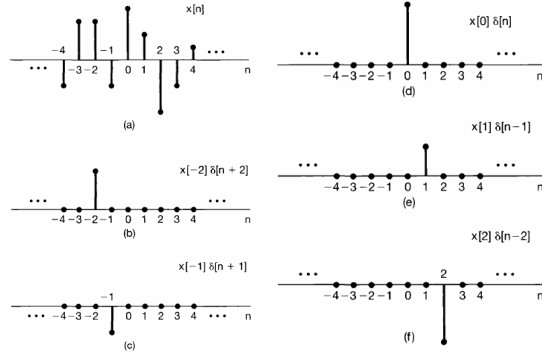 x[n]
-4 -1 2 3 ...
... -3 -2 0 1 4 n
(a)
x[-2] δ[n + 2]
... ...
-4 -3 -2 -1 0 1 2 3 4 n
(b)
x[-1] δ[n + 1]
-1
... -4 -3 -2 0 1 2 3 4 ... n
(c)
x[0] δ[n]
... ...
-4 -3 -2 -1 0 1 2 3 4 n
(d)
x[1] δ[n-1]
... ...
-4 -3 -2 -1 0 1 2 3 4 n
(e)
x[2] δ[n-2]
... 2 ...
-4 -3 -2 -1 0 1 3 4 n
(f)